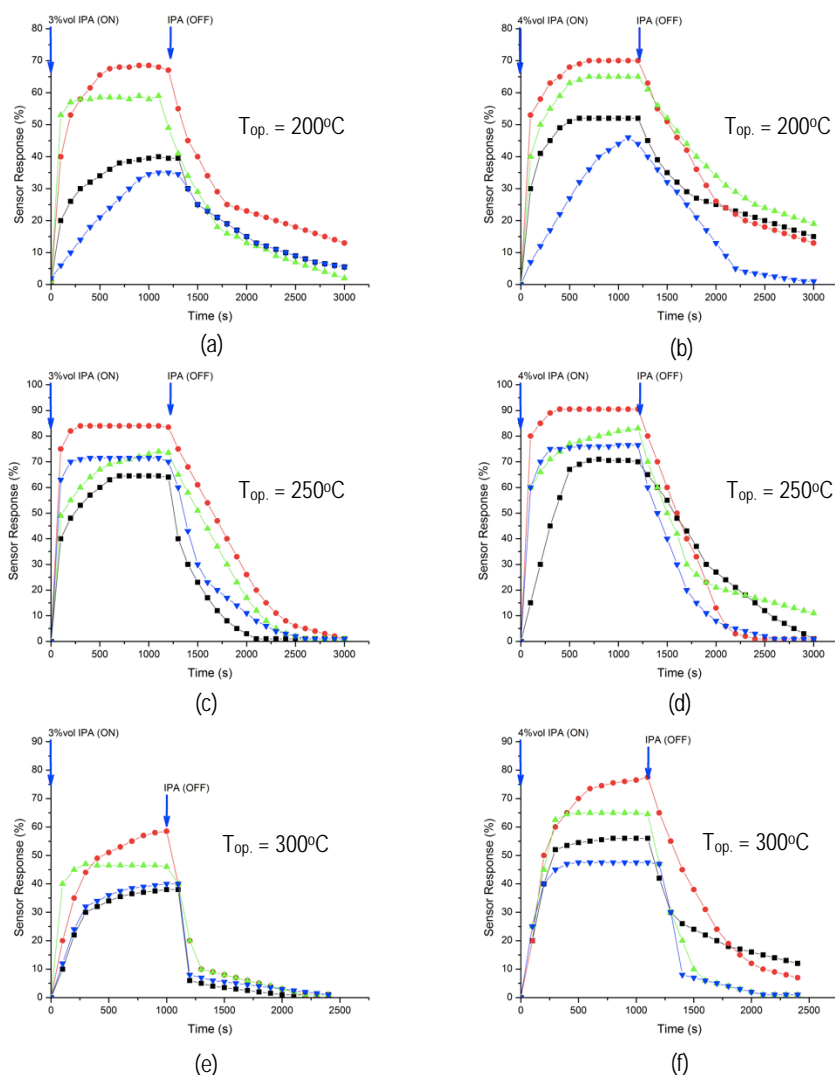 3%vol IPA (ON) IPA (OFF)
80
70
60
50
40
30
20
10
0
Sensor Response (%)
T op. = 200ºC
0 500 1000 1500 2000 2500 3000
Time (s)
(a)
4%vol IPA (ON) IPA (OFF)
80
70
60
50
40
30
20
10
0
Sensor Response (%)
T op. = 200ºC
0 500 1000 1500 2000 2500 3000
Time (s)
(b)
3%vol IPA (ON) IPA (OFF)
100
90
80
70
60
50
40
30
20
10
0
Sensor Response (%)
T op. = 250ºC
0 500 1000 1500 2000 2500 3000
Time (s)
(c)
4%vol IPA (ON) IPA (OFF)
100
90
80
70
60
50
40
30
20
10
0
Sensor Response (%)
T op. = 250ºC
0 500 1000 1500 2000 2500 3000
Time (s)
(d)
3%vol IPA (ON)
IPA (OFF)
90
80
70
60
50
40
30
20
10
0
Sensor Response (%)
T op. = 300ºC
0 500 1000 1500 2000 2500
Time (s)
(e)
4%vol IPA (ON)
IPA (OFF)
90
80
70
60
50
40
30
20
10
0
Sensor Response (%)
T op. = 300ºC
0 500 1000 1500 2000 2500
Time (s)
(f)